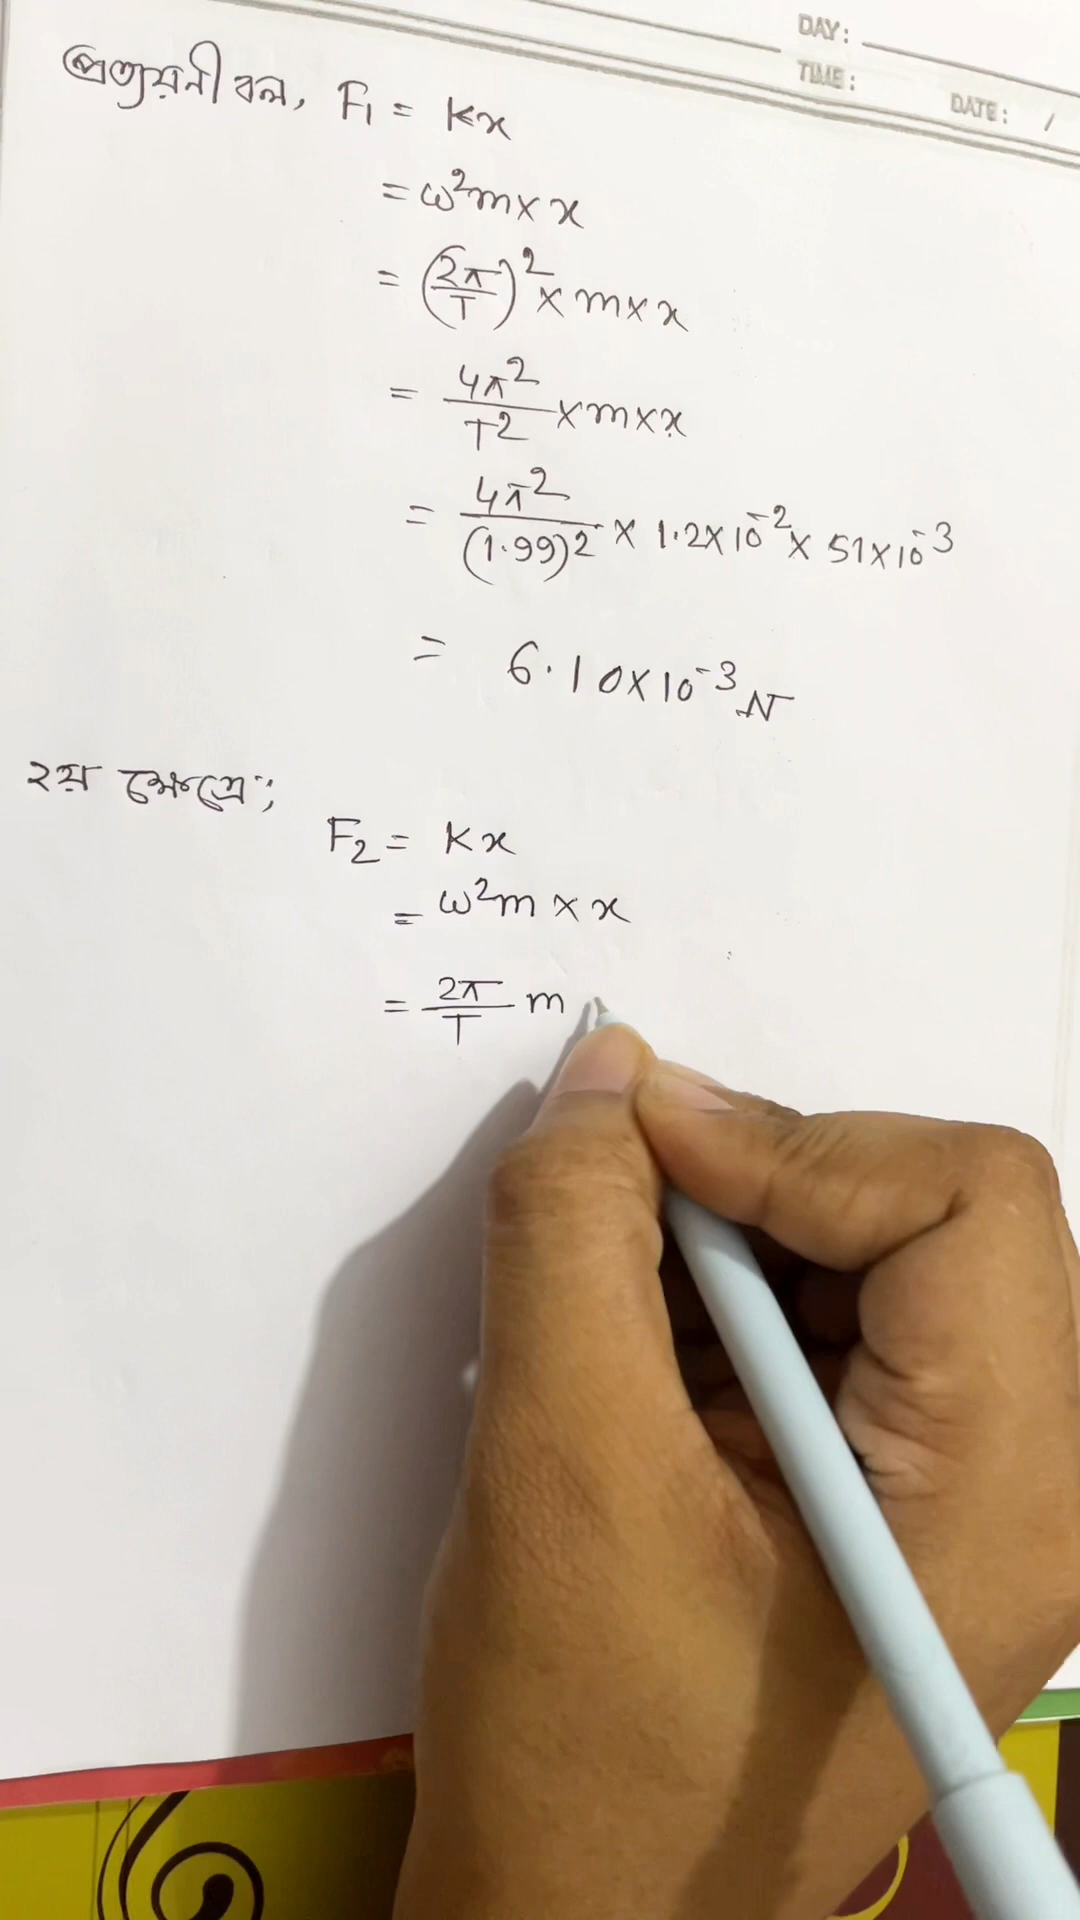 DAY:
TIME:
DATE: /
প্রত্যয়নী বল, F₁ = Kx
= ω²m×x
= (2π/T)² × m×x
= 4π²/T² ×m×x
= 4π²/(1.99)² × 1.2×10⁻² × 51×10⁻³
= 6.10×10⁻³ N
২য় ক্ষেত্রে;
F₂ = Kx
= ω²m × x
= 2π/T m